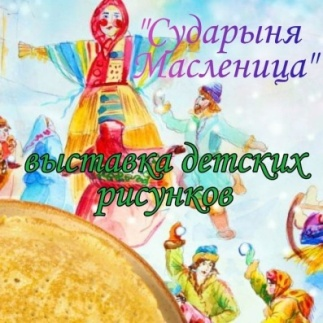 "Сударыня
Масленица"
выставка детских
рисунков